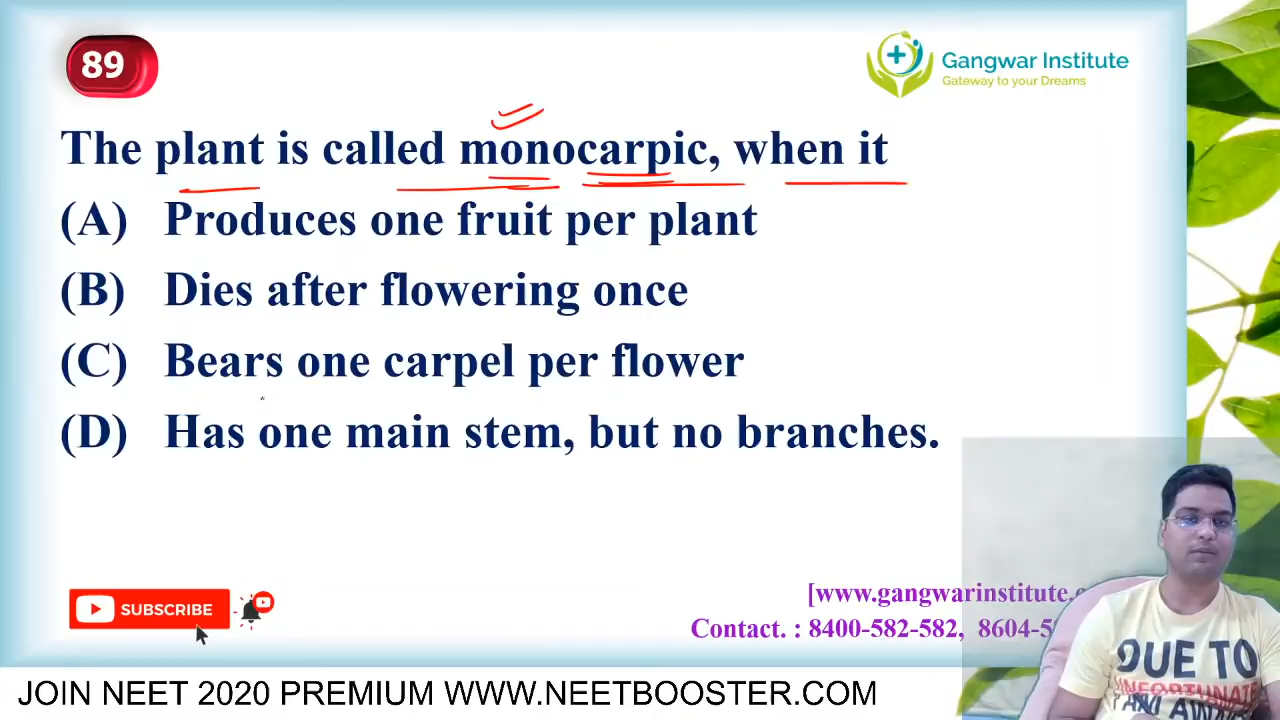 89
Gangwar Institute
Gateway to your Dreams
The plant is called monocarpic, when it
(A) Produces one fruit per plant
(B) Dies after flowering once
(C) Bears one carpel per flower
(D) Has one main stem, but no branches.
SUBSCRIBE
[www.gangwarinstitute.
Contact. : 8400-582-582, 8604-5
DUE TO
UNFORTUNATE
I AM
JOIN NEET 2020 PREMIUM WWW.NEETBOOSTER.COM